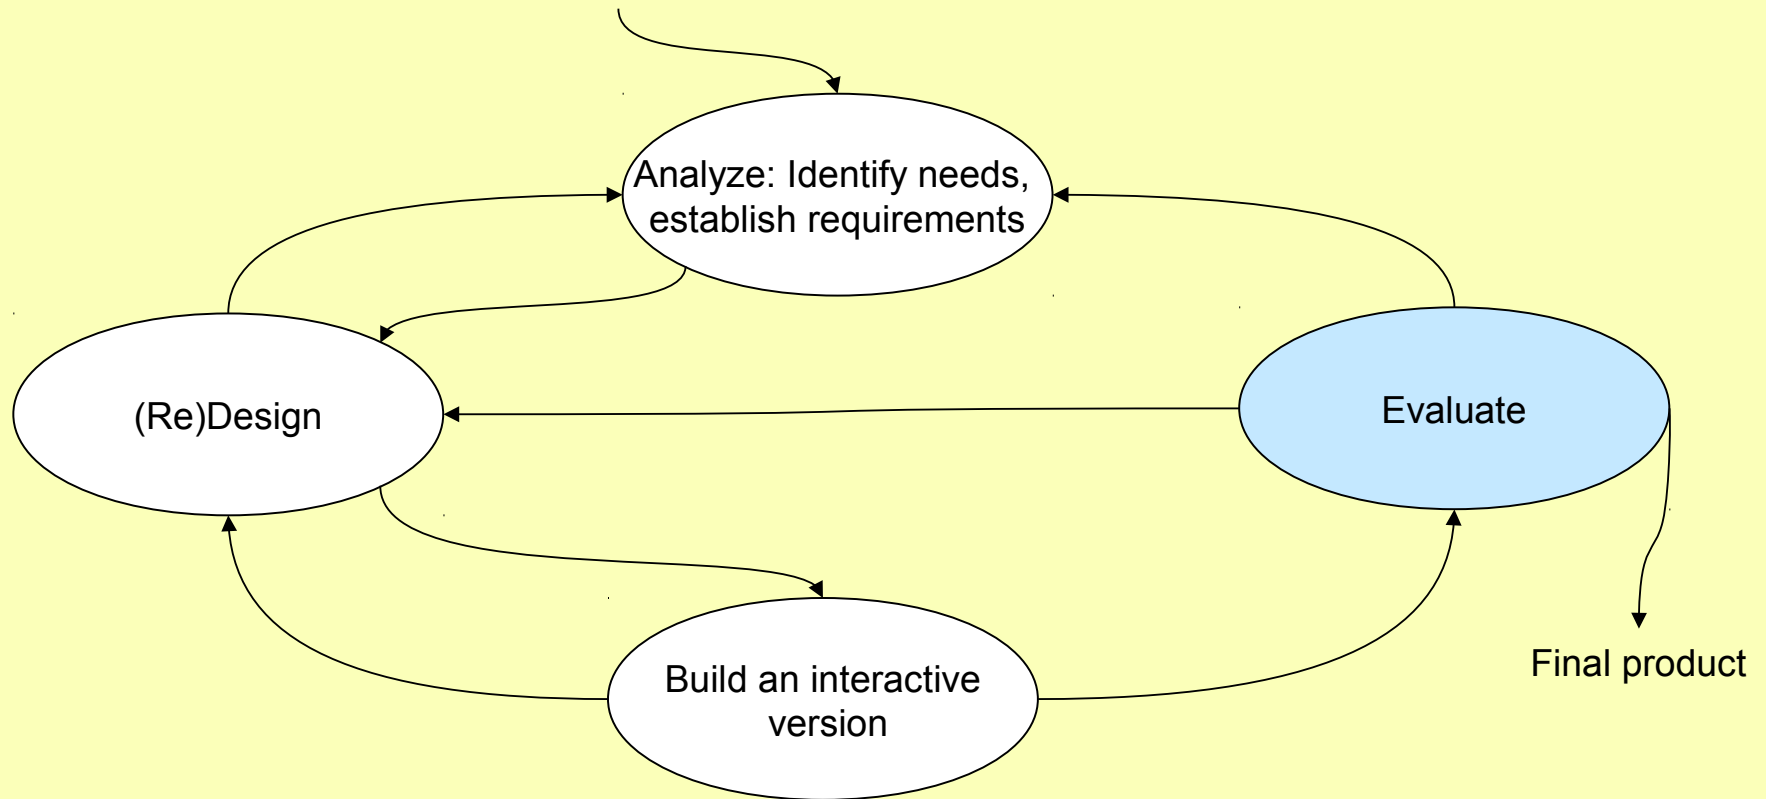 Analyze: Identify needs,
establish requirements
(Re)Design
Evaluate
Build an interactive
version
Final product